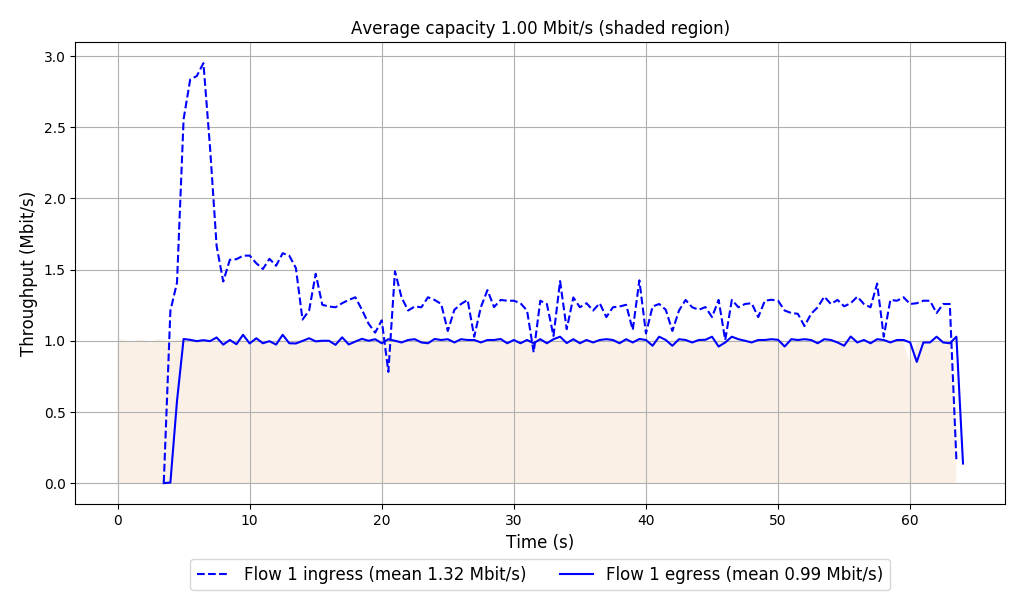 Average capacity 1.00 Mbit/s (shaded region)
Throughput (Mbit/s)
3.0
2.5
2.0
1.5
1.0
0.5
0.0
0 10 20 30 40 50 60
Time (s)
Flow 1 ingress (mean 1.32 Mbit/s) Flow 1 egress (mean 0.99 Mbit/s)